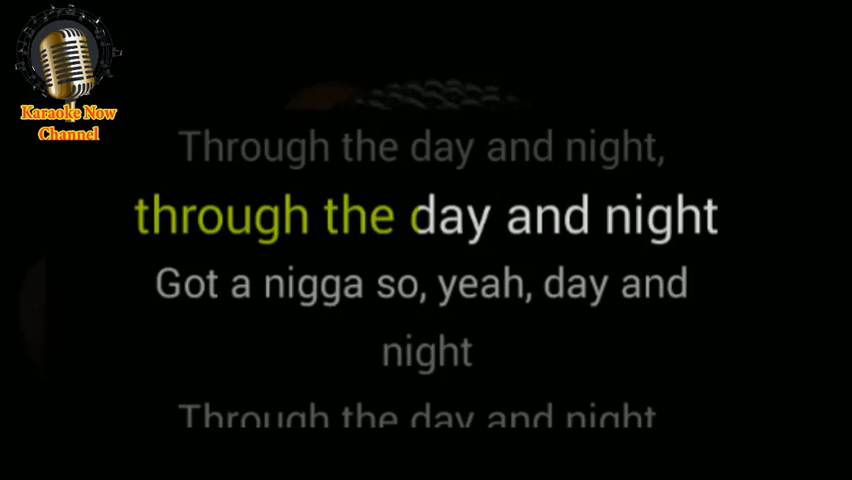 Karaoke Now
Channel
Through the day and night,
through the day and night
Got a nigga so, yeah, day and
night
Through the day and night